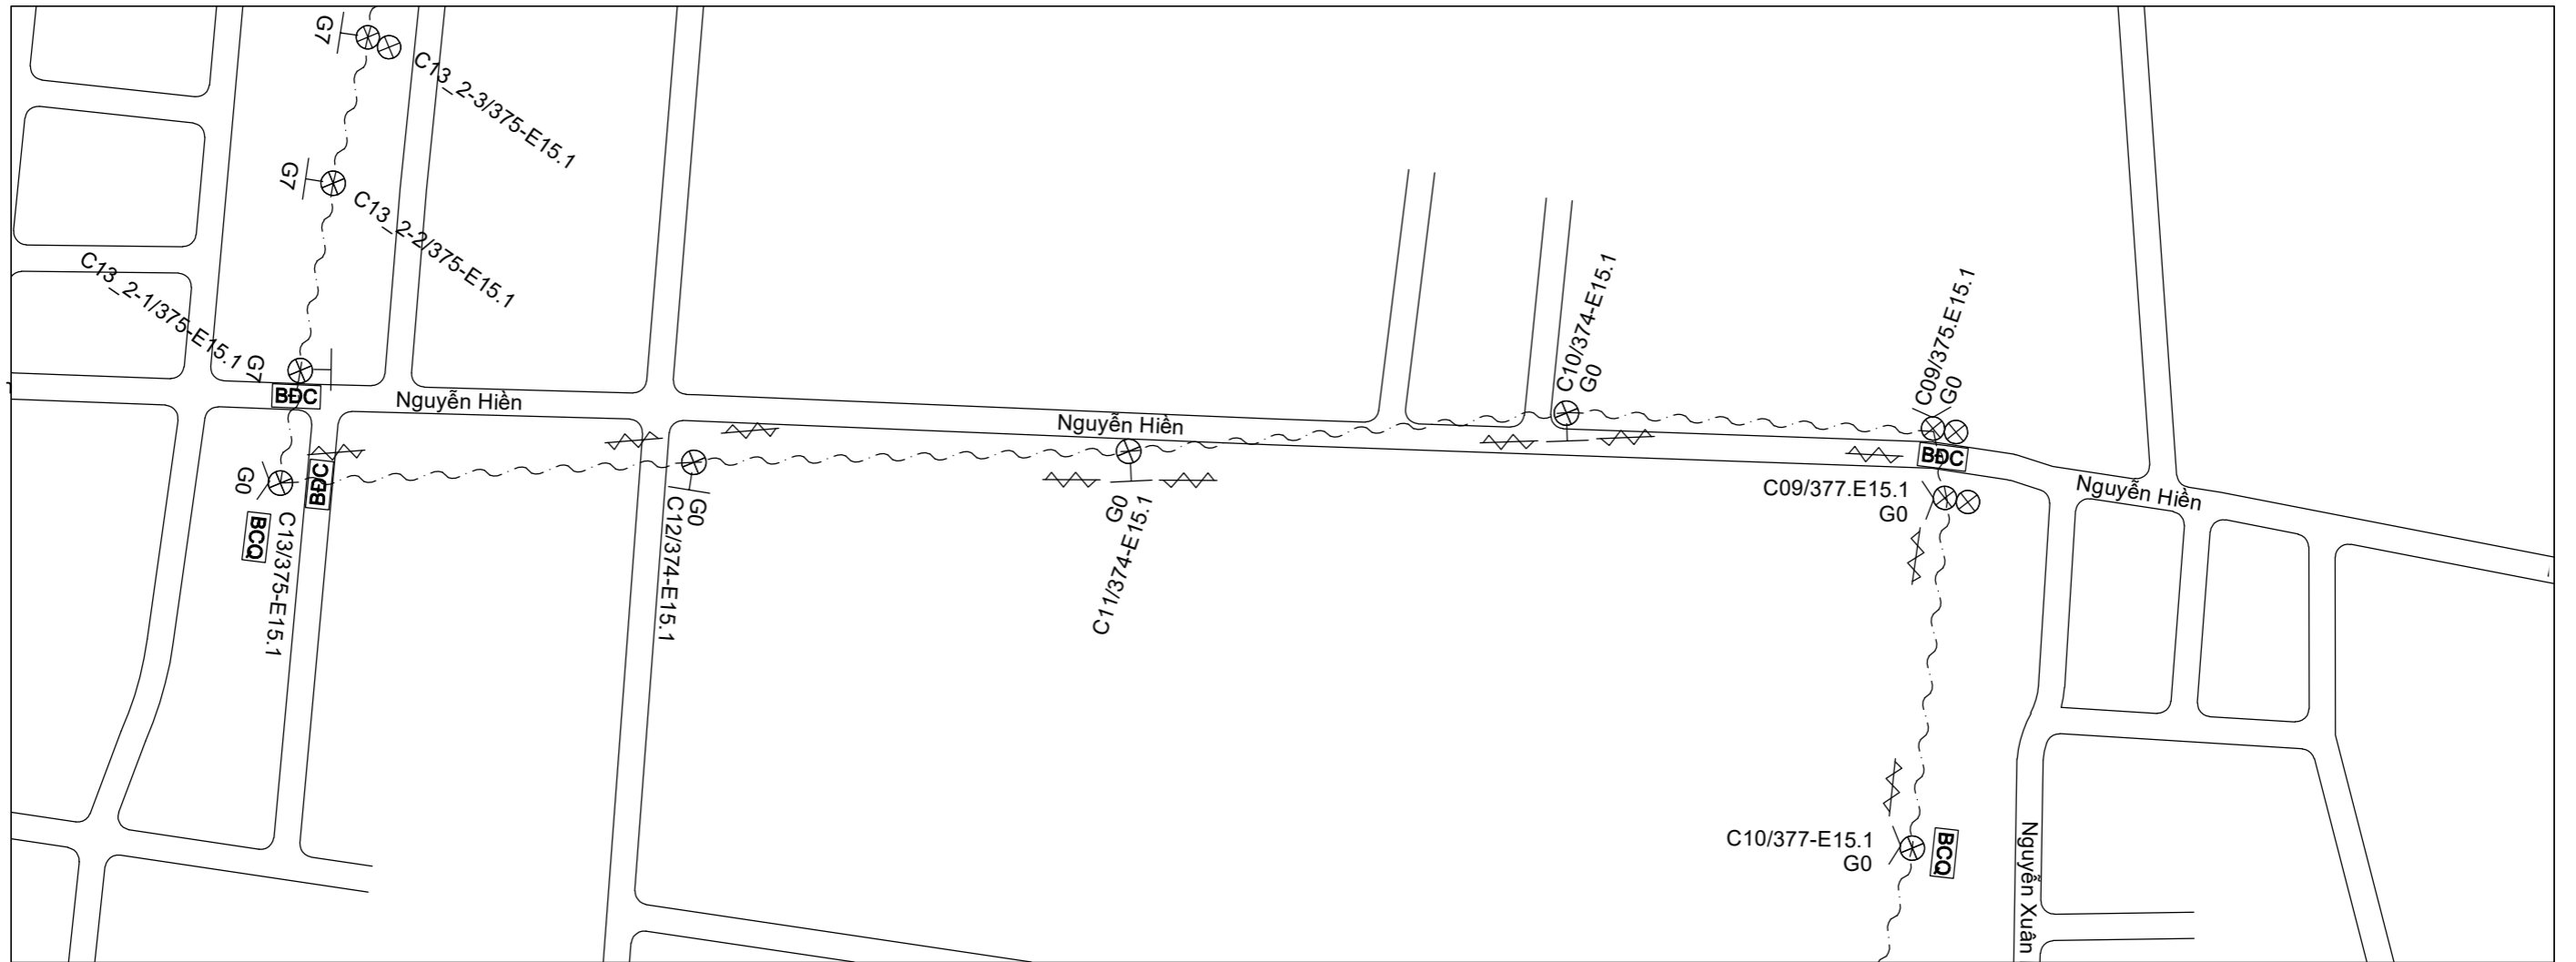 G7
C13_2-3/375-E15.1
G7
C13_2-2/375-E15.1
C13_2-1/375-E15.1
G7
BĐC
Nguyễn Hiền
BĐC
G0
BCQ
C13/375-E15.1
G0
C12/374-E15.1
Nguyễn Hiền
G0
C11/374-E15.1
C10/374-E15.1
G0
C09/375.E15.1
G0
BĐC
C09/377.E15.1
G0
Nguyễn Hiền
C10/377-E15.1
G0
BCQ
Nguyễn Xuân